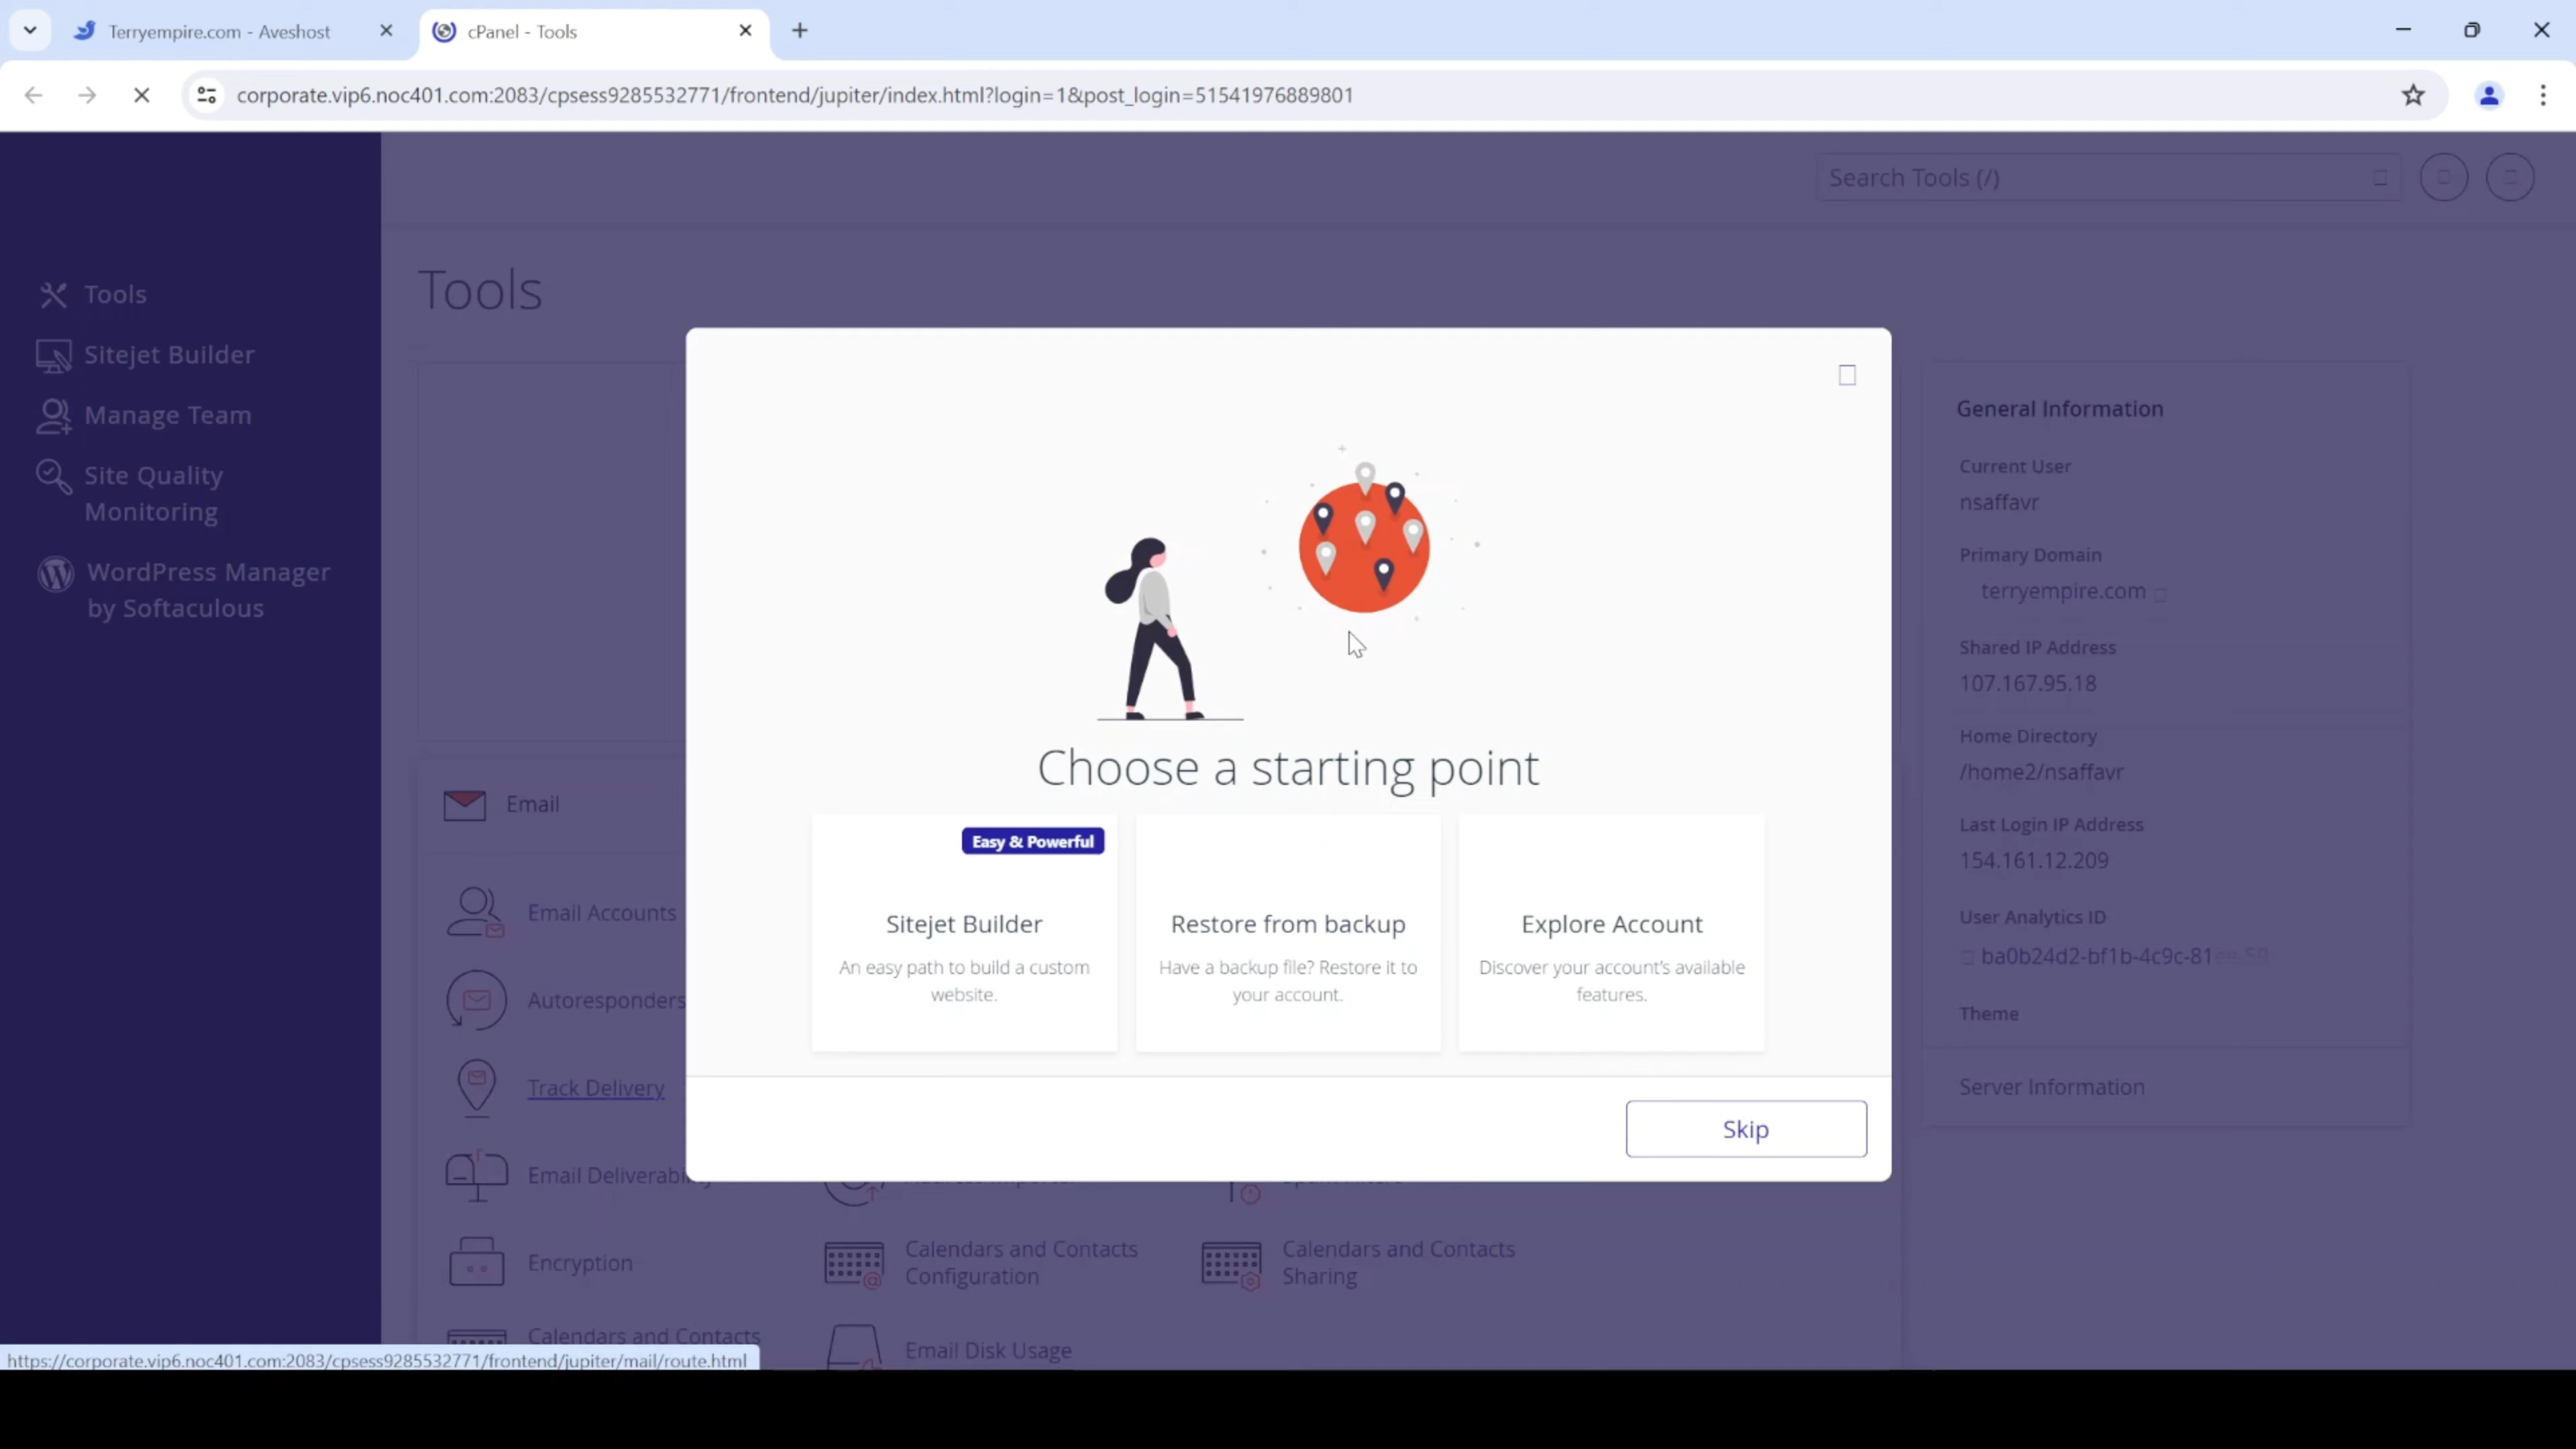 Terryempire.com - Aveshost
cPanel - Tools
corporate.vip6.noc401.com:2083/cpsess9285532771/frontend/jupiter/index.html?login=1&post_login=51541976889801
Search Tools (/)
Tools
Sitejet Builder
Manage Team
Site Quality
Monitoring
WordPress Manager
by Softaculous
Tools
Email
Email Accounts
Autoresponders
Track Delivery
Email
Encryption
Calendars and Contacts
Calendars and Contacts
Configuration
Email Disk Usage
Calendars and Contacts
Sharing
Choose a starting point
Easy & Powerful
Sitejet Builder
An easy path to build a custom
website.
Restore from backup
Have a backup file? Restore it to
your account.
Explore Account
Discover your account's available
features.
Skip
General Information
Current User
nsaffavr
Primary Domain
terryempire.com
Shared IP Address
107.167.95.18
Home Directory
/home2/nsaffavr
Last Login IP Address
154.161.12.209
User Analytics ID
ba0b24d2-bf1b-4c9c-81
Theme
Server Information
https://corporate.vip6.noc401.com:2083/cpsess9285532771/frontend/jupiter/mail/route.html